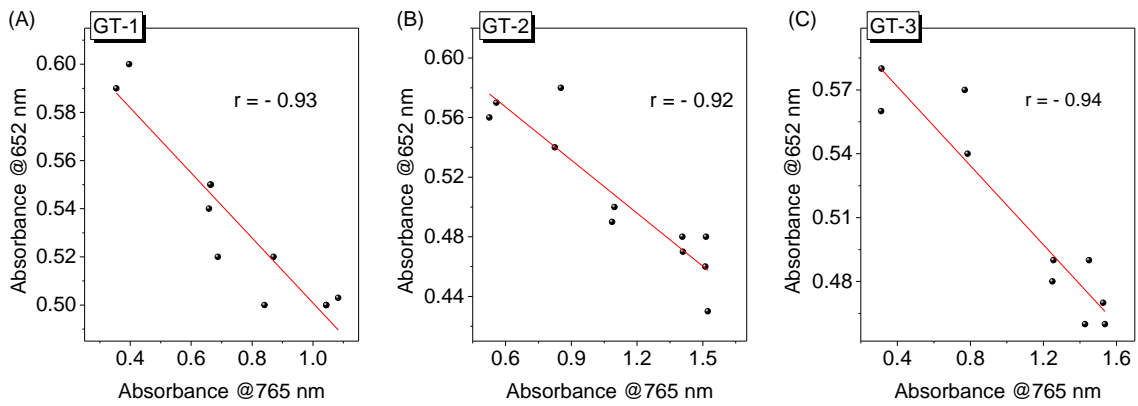 (A)
GT-1
r = - 0.93
0.60
0.58
0.56
0.54
0.52
0.50
Absorbance @652 nm
0.4 0.6 0.8 1.0
Absorbance @765 nm
(B)
GT-2
r = - 0.92
0.60
0.56
0.52
0.48
0.44
Absorbance @652 nm
0.6 0.9 1.2 1.5
Absorbance @765 nm
(C)
GT-3
r = - 0.94
0.57
0.54
0.51
0.48
Absorbance @652 nm
0.4 0.8 1.2 1.6
Absorbance @765 nm